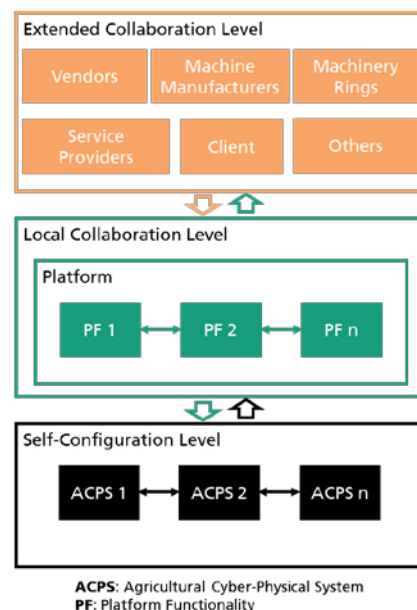 Extended Collaboration Level
Vendors
Machine
Manufacturers
Machinery
Rings
Service
Providers
Client
Others
Local Collaboration Level
Platform
PF 1
PF 2
PF n
Self-Configuration Level
ACPS 1
ACPS 2
ACPS n
ACPS: Agricultural Cyber-Physical System
PF: Platform Functionality